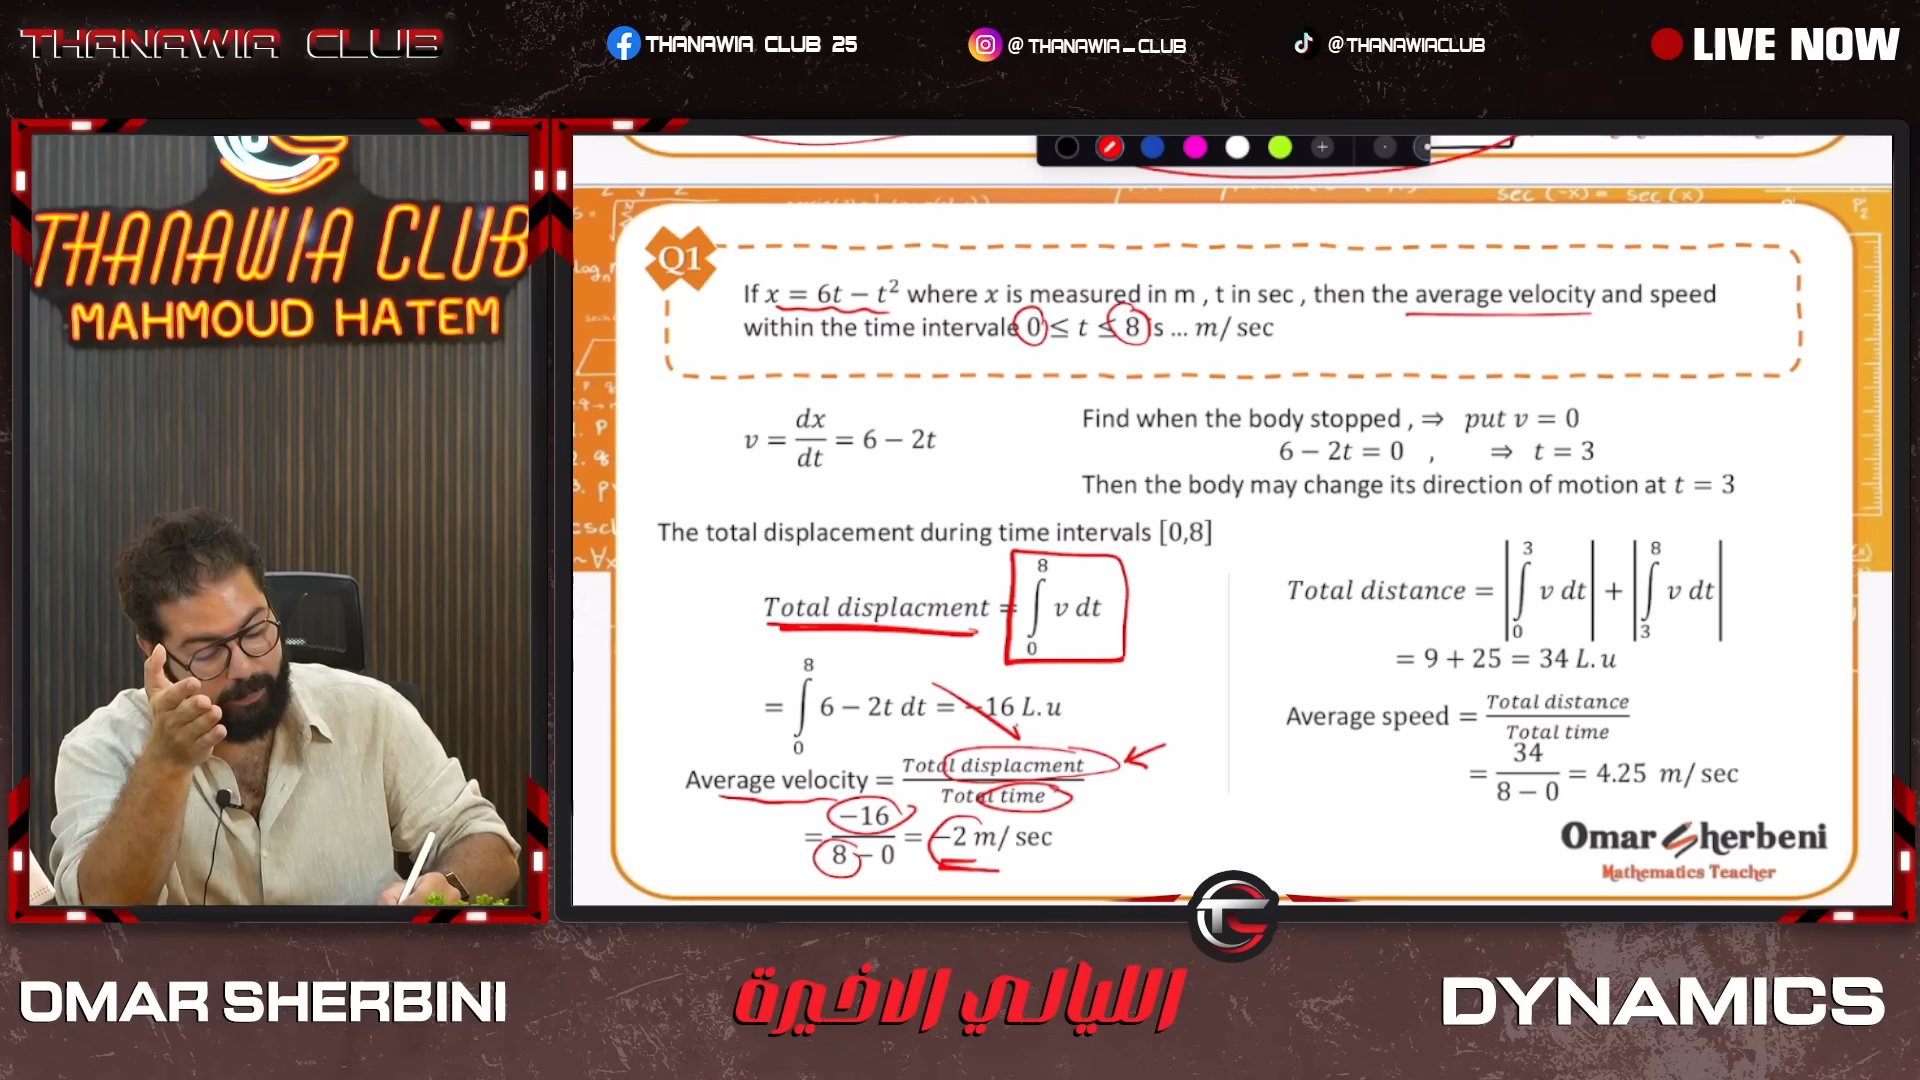 THANAWIA CLUB
THANAWIA CLUB 25
@ THANAWIA_CLUB
@THANAWIACLUB
LIVE NOW
THANAWIA CLUB
MAHMOUD HATEM
sec (-x) = sec (x)
Q1
If x = 6t − t² where x is measured in m , t in sec , then the average velocity and speed
within the time intervale 0 ≤ t ≤ 8 is ... m/ sec
v = dx/dt = 6 − 2t
Find when the body stopped , ⇒ put v = 0
6 − 2t = 0 , ⇒ t = 3
Then the body may change its direction of motion at t = 3
The total displacement during time intervals [0,8]
Total displacment = ∫₀⁸ v dt
= ∫₀⁸ 6 − 2t dt = −16 L.u
Average velocity = Total displacment / Total time
= −16 / 8 − 0 = −2 m/ sec
Total distance = |∫₀³ v dt| + |∫₃⁸ v dt|
= 9 + 25 = 34 L.u
Average speed = Total distance / Total time
= 34 / 8 − 0 = 4.25 m/ sec
Omar Sherbeni
Mathematics Teacher
TC
OMAR SHERBINI
الليالي الاخيرة
DYNAMICS